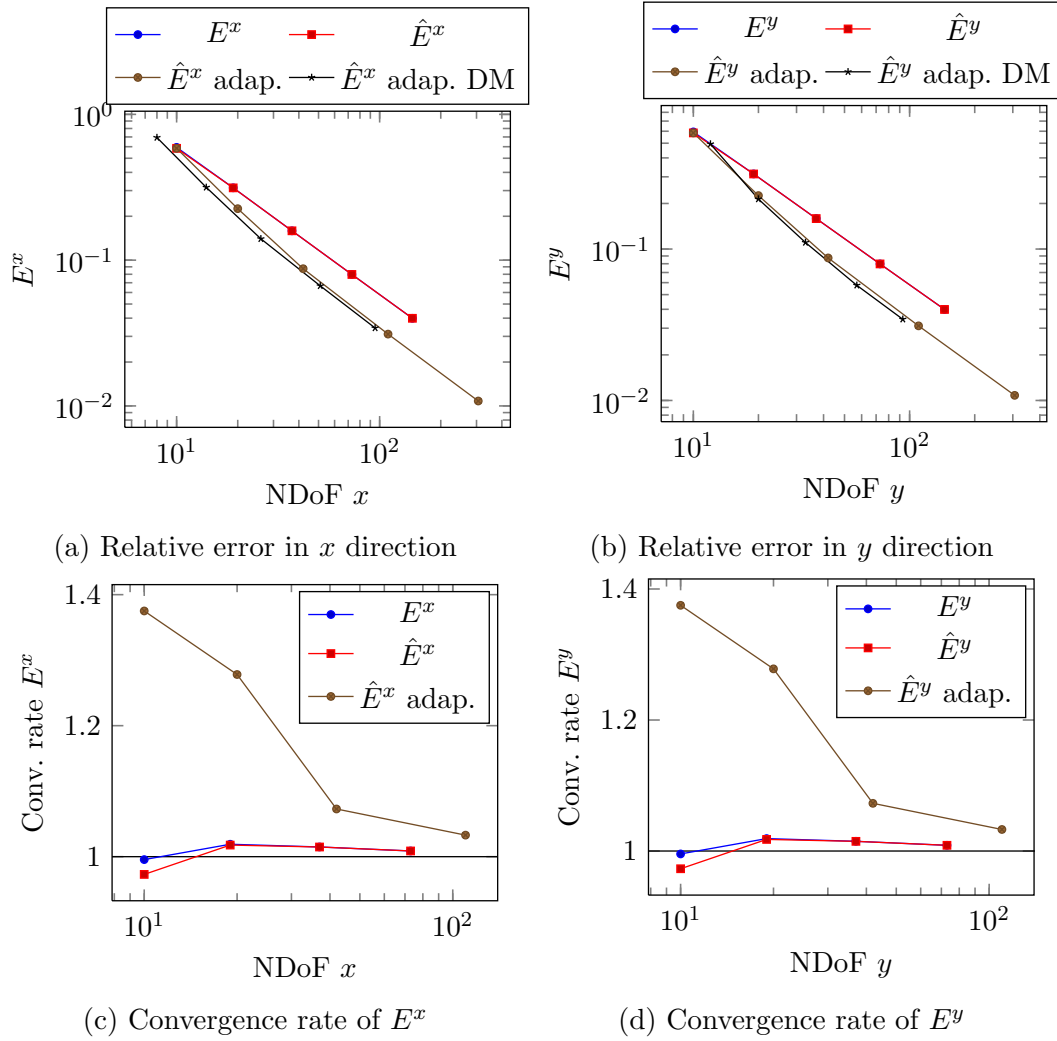 E^x
Ê^x
Ê^x adap.
Ê^x adap. DM
10^0
10^{-1}
10^{-2}
E^x
10^1
10^2
NDoF x
(a) Relative error in x direction
E^y
Ê^y
Ê^y adap.
Ê^y adap. DM
10^{-1}
10^{-2}
E^y
10^1
10^2
NDoF y
(b) Relative error in y direction
E^x
Ê^x
Ê^x adap.
1.4
1.2
1
Conv. rate E^x
10^1
10^2
NDoF x
(c) Convergence rate of E^x
E^y
Ê^y
Ê^y adap.
1.4
1.2
1
Conv. rate E^y
10^1
10^2
NDoF y
(d) Convergence rate of E^y